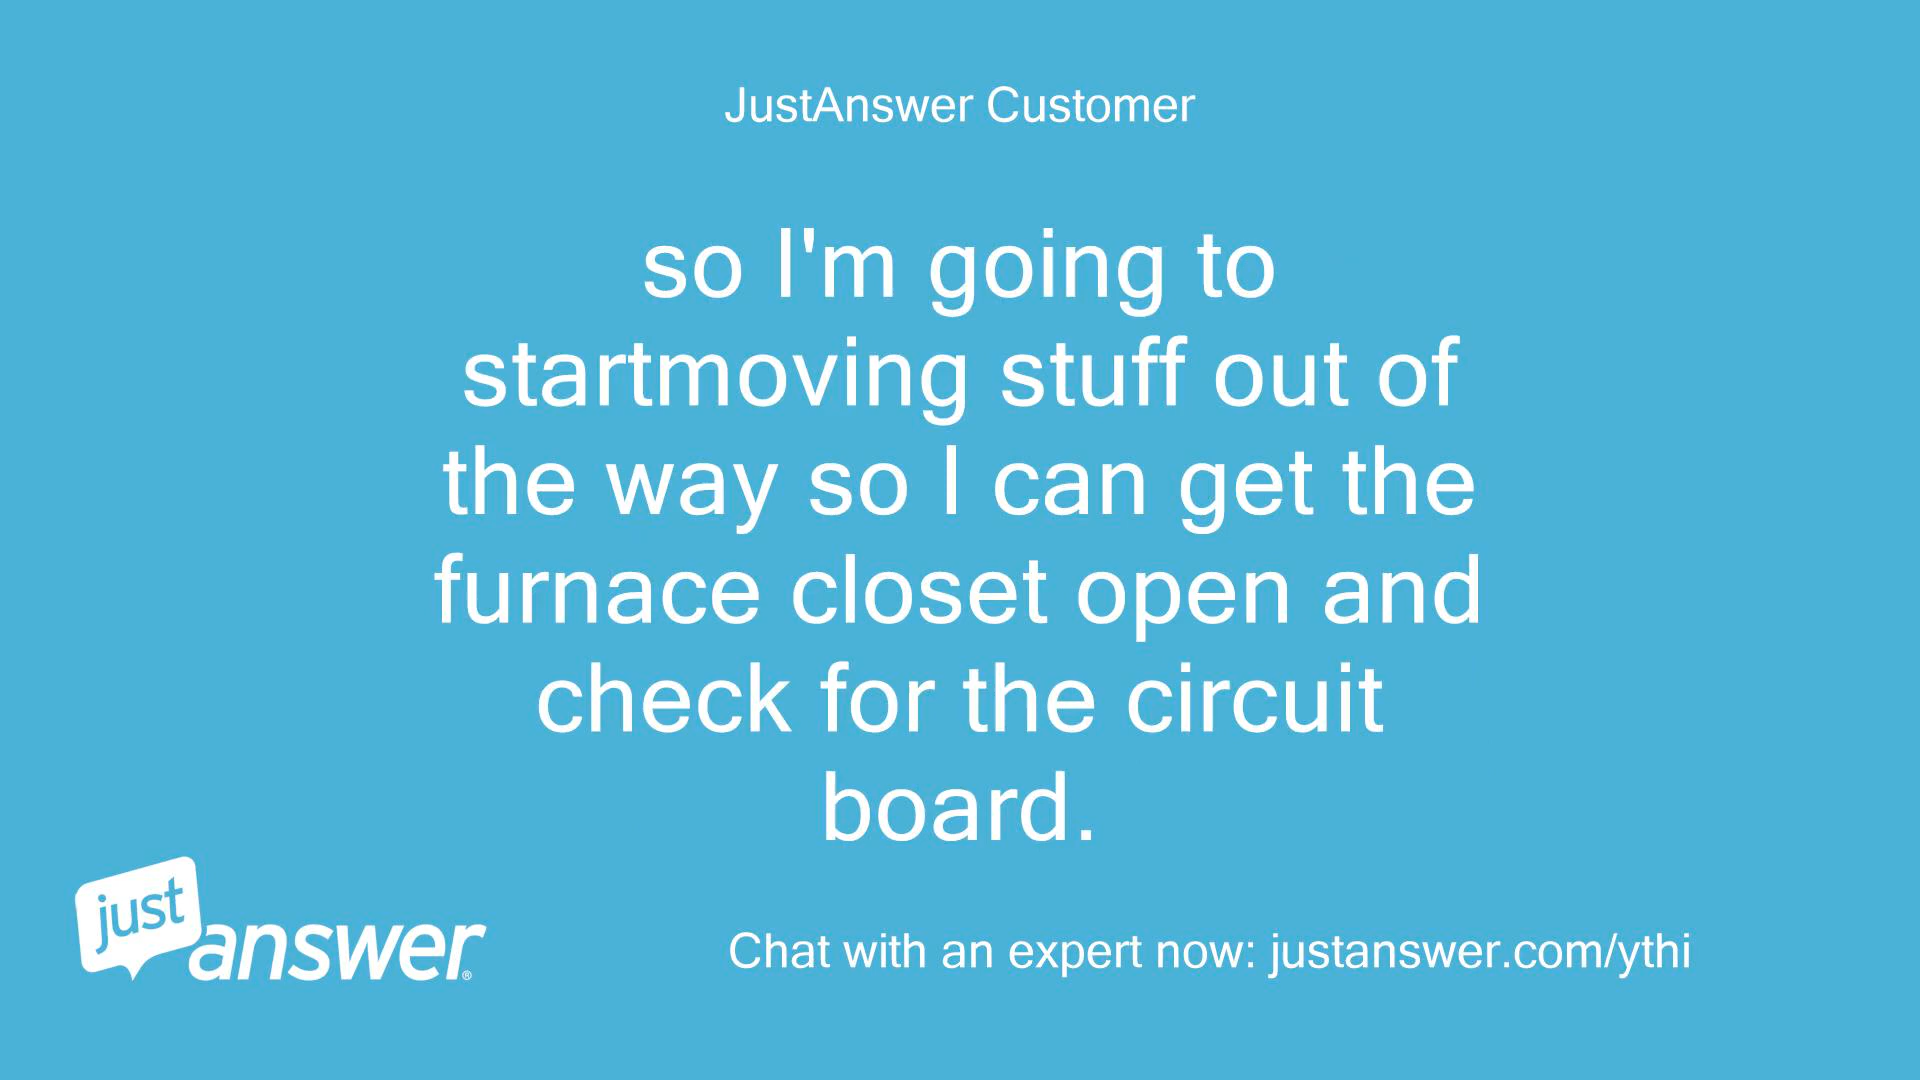 JustAnswer Customer
so I'm going to
startmoving stuff out of
the way so I can get the
furnace closet open and
check for the circuit
board.
just
answer®
Chat with an expert now: justanswer.com/ythi